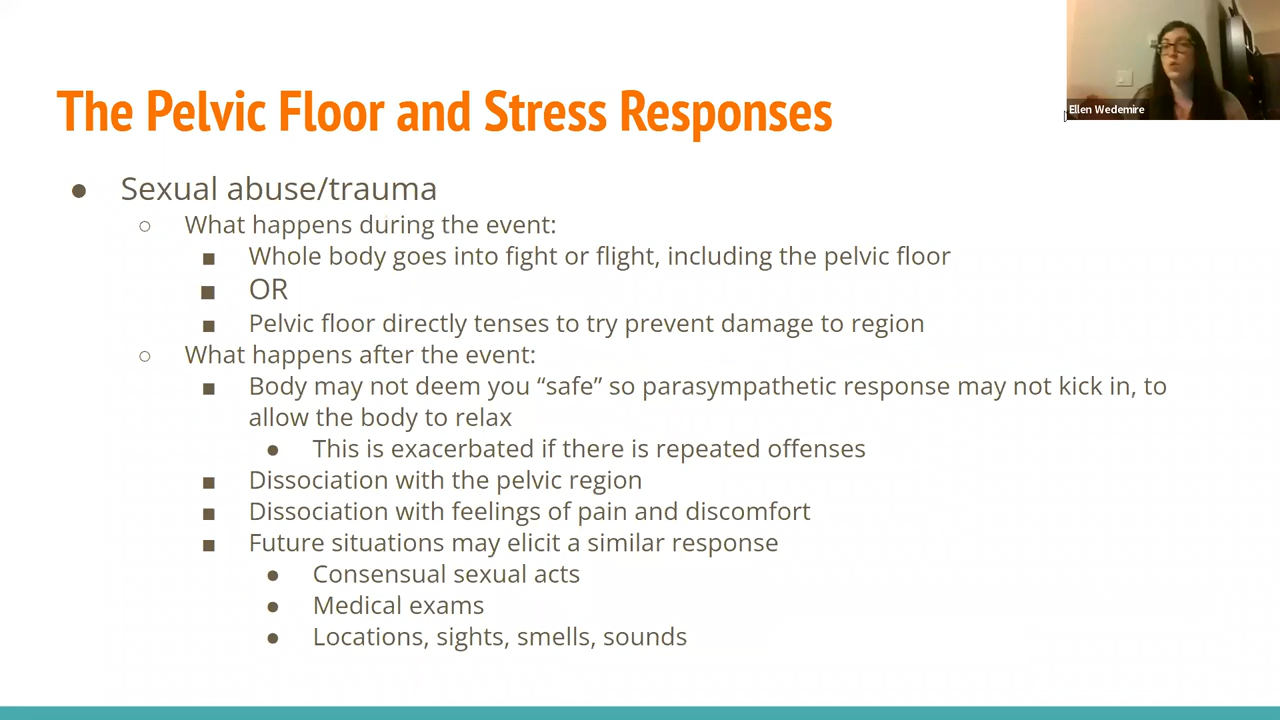 The Pelvic Floor and Stress Responses
Ellen Wedemire
● Sexual abuse/trauma
○ What happens during the event:
■ Whole body goes into fight or flight, including the pelvic floor
■ OR
■ Pelvic floor directly tenses to try prevent damage to region
○ What happens after the event:
■ Body may not deem you “safe” so parasympathetic response may not kick in, to
allow the body to relax
● This is exacerbated if there is repeated offenses
■ Dissociation with the pelvic region
■ Dissociation with feelings of pain and discomfort
■ Future situations may elicit a similar response
● Consensual sexual acts
● Medical exams
● Locations, sights, smells, sounds